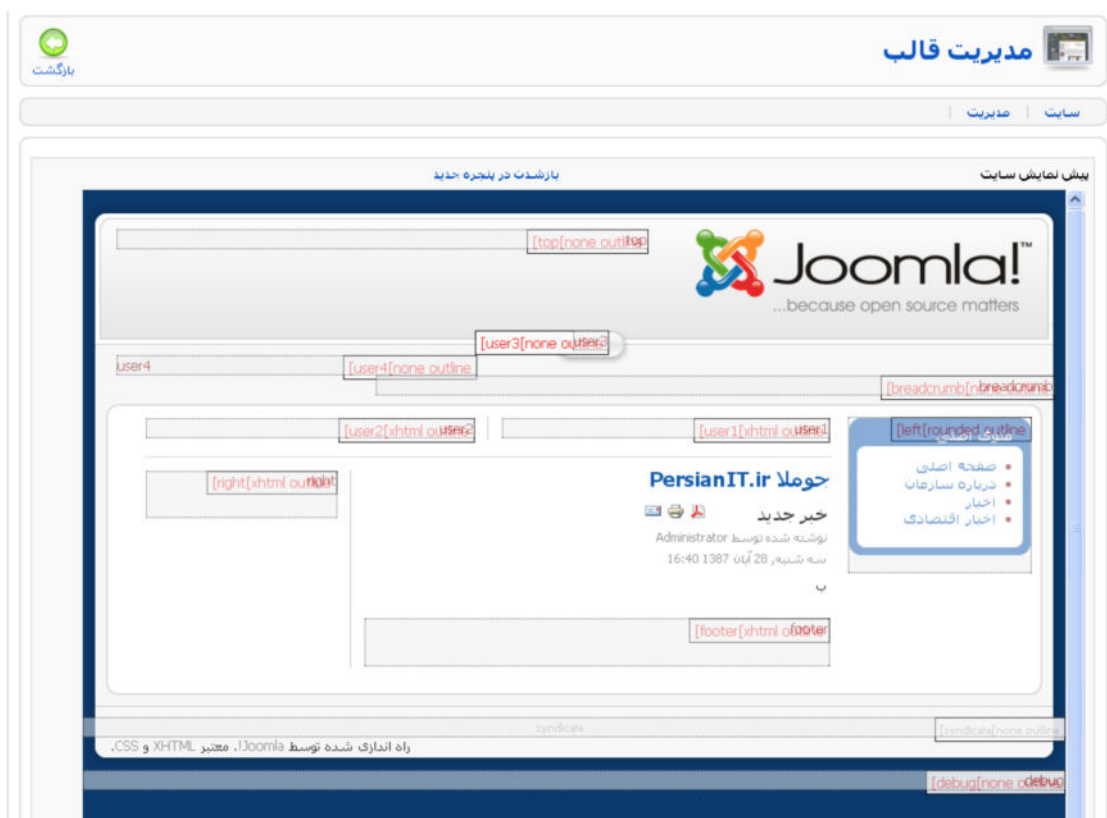 مدیریت قالب
بازگشت
سایت | مدیریت |
پیش نمایش سایت
بازشدن در پنجره جدید
Joomla!™
...because open source matters
[top[none outline top
[user3[none outline user3
user4 [user4[none outline
[breadcrumb[none outline breadcrumb
[left[rounded outline
منوی اصلی
صفحه اصلی
درباره سازمان
اخبار
اخبار اقتصادی
[user1[xhtml outline user1
[user2[xhtml outline user2
جوملا PersianIT.ir
خبر جدید
نوشته شده توسط Administrator
سه شنبه, 28 آبان 1387 16:40
ب
[right[xhtml outline right
[footer[xhtml outline footer
syndicate
[syndicate[none outline
راه اندازی شده توسط Joomla!. معتبر XHTML و CSS.
[debug[none outline debug